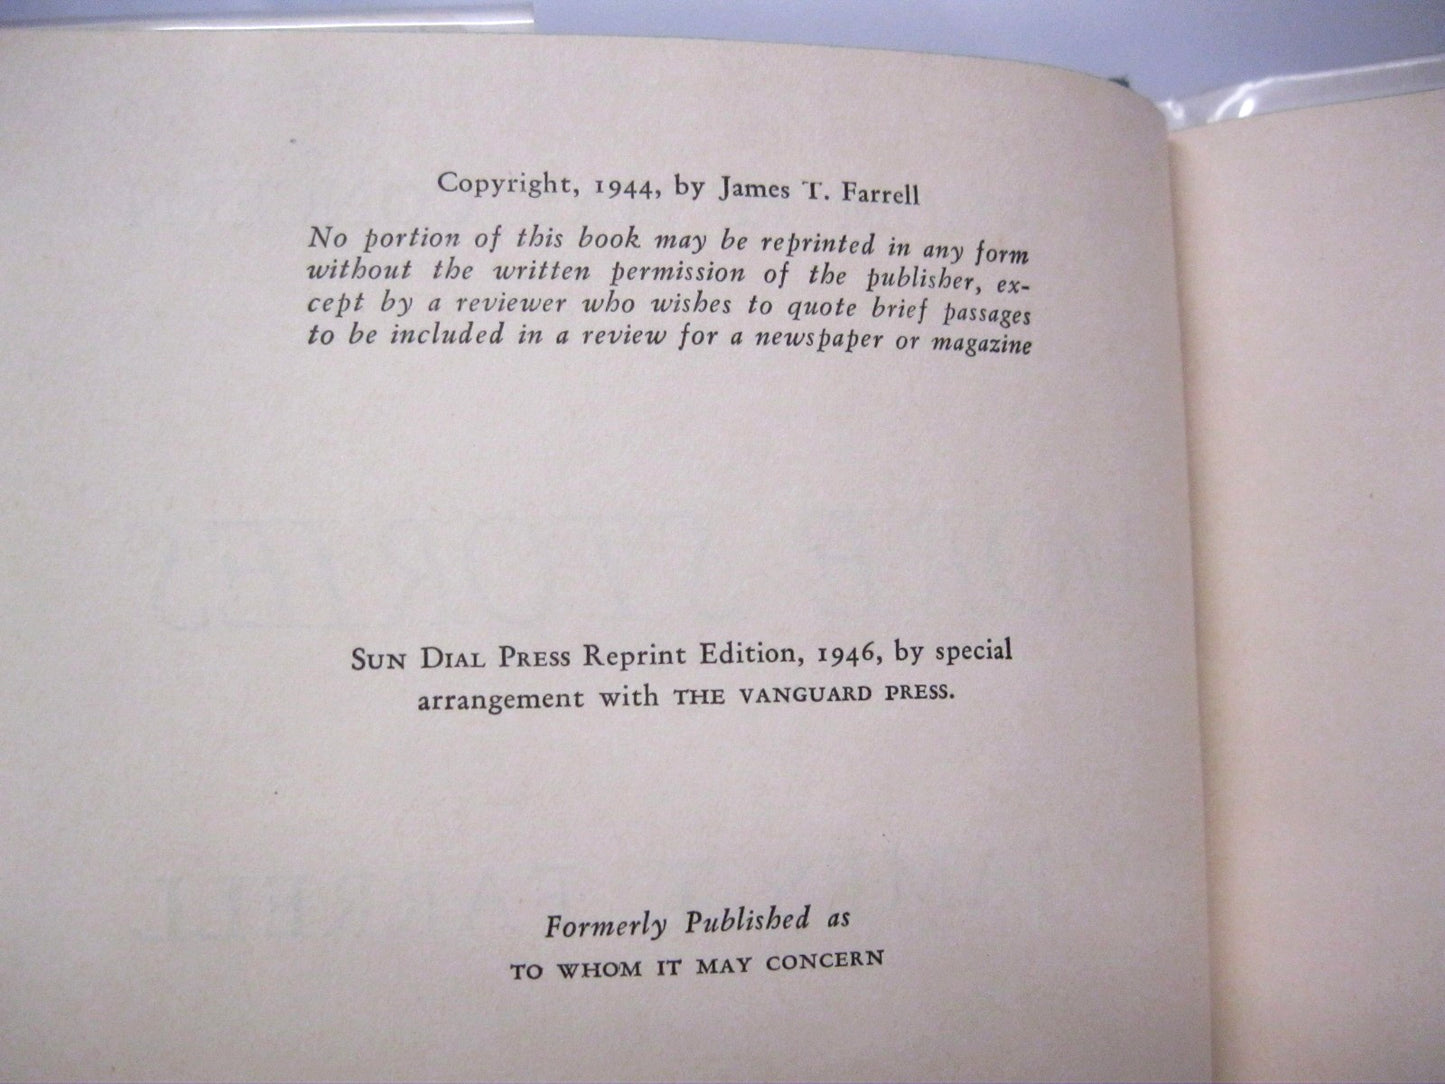 Copyright, 1944, by James T. Farrell
No portion of this book may be reprinted in any form
without the written permission of the publisher, ex-
cept by a reviewer who wishes to quote brief passages
to be included in a review for a newspaper or magazine
SUN DIAL PRESS Reprint Edition, 1946, by special
arrangement with THE VANGUARD PRESS.
Formerly Published as
TO WHOM IT MAY CONCERN